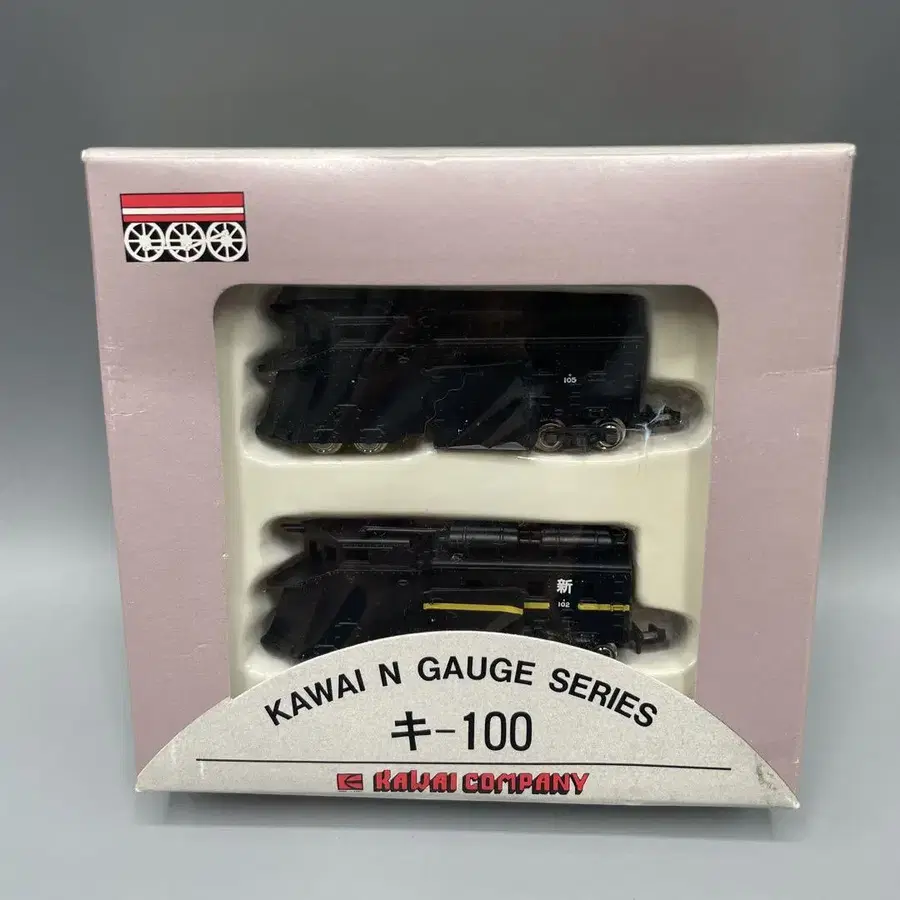 105
新
102
KAWAI N GAUGE SERIES
キ-100
KAWAI COMPANY